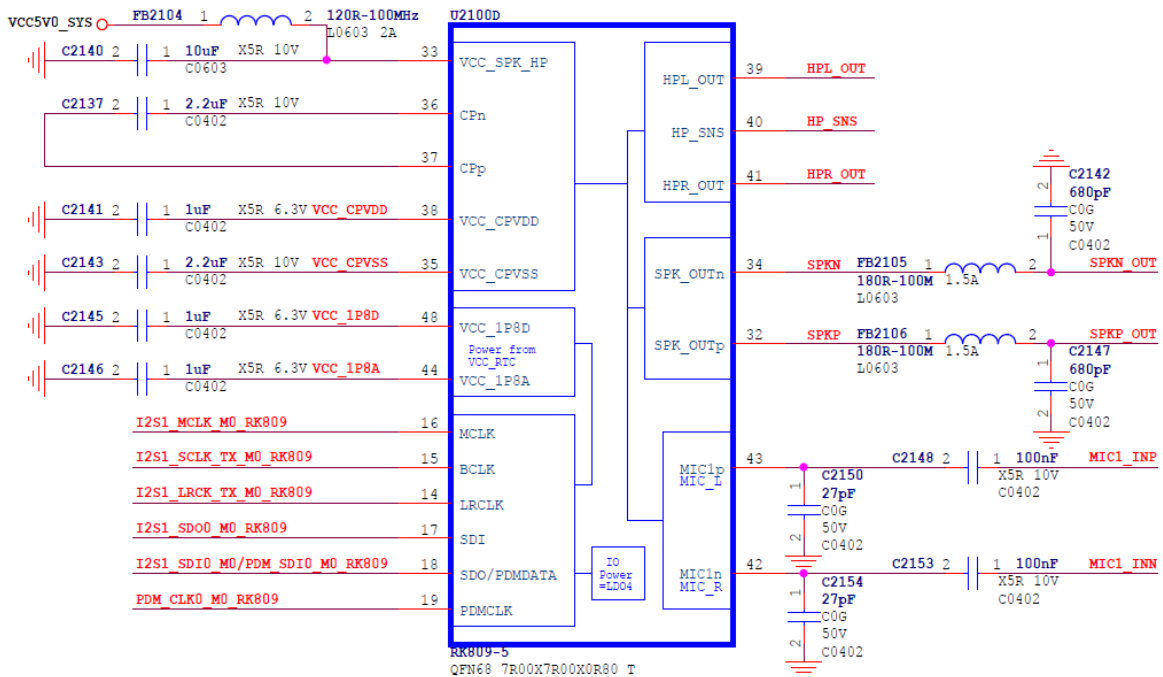 VCC5V0_SYS
FB2104 1 2 120R-100MHz
L0603 2A
U2100D
C2140 2 1 10uF X5R 10V
C0603
33 VCC_SPK_HP
C2137 2 1 2.2uF X5R 10V
C0402
36 CPn
37 CPp
C2141 2 1 1uF X5R 6.3V VCC_CPVDD
C0402
38 VCC_CPVDD
C2143 2 1 2.2uF X5R 10V VCC_CPVSS
C0402
35 VCC_CPVSS
C2145 2 1 1uF X5R 6.3V VCC_1P8D
C0402
48 VCC_1P8D
Power from
VCC_RTC
C2146 2 1 1uF X5R 6.3V VCC_1P8A
C0402
44 VCC_1P8A
I2S1_MCLK_M0_RK809 16 MCLK
I2S1_SCLK_TX_M0_RK809 15 BCLK
I2S1_LRCK_TX_M0_RK809 14 LRCLK
I2S1_SDO0_M0_RK809 17 SDI
I2S1_SDI0_M0/PDM_SDI0_M0_RK809 18 SDO/PDMDATA
PDM_CLK0_M0_RK809 19 PDMCLK
IO
Power
=LDO4
HPL_OUT 39 HPL_OUT
HP_SNS 40 HP_SNS
HPR_OUT 41 HPR_OUT
2 C2142
680pF
C0G
1 50V
C0402
SPK_OUTn 34 SPKN FB2105 1 2 SPKN_OUT
180R-100M 1.5A
L0603
SPK_OUTp 32 SPKP FB2106 1 2 SPKP_OUT
180R-100M 1.5A
L0603
1 C2147
680pF
C0G
2 50V
C0402
MIC1p
MIC_L
43 C2148 2 1 100nF MIC1_INP
X5R 10V
C0402
1 C2150
27pF
C0G
2 50V
C0402
MIC1n
MIC_R
42 C2153 2 1 100nF MIC1_INN
X5R 10V
C0402
1 C2154
27pF
C0G
2 50V
C0402
RK809-5
QFN68 7R00X7R00X0R80 T